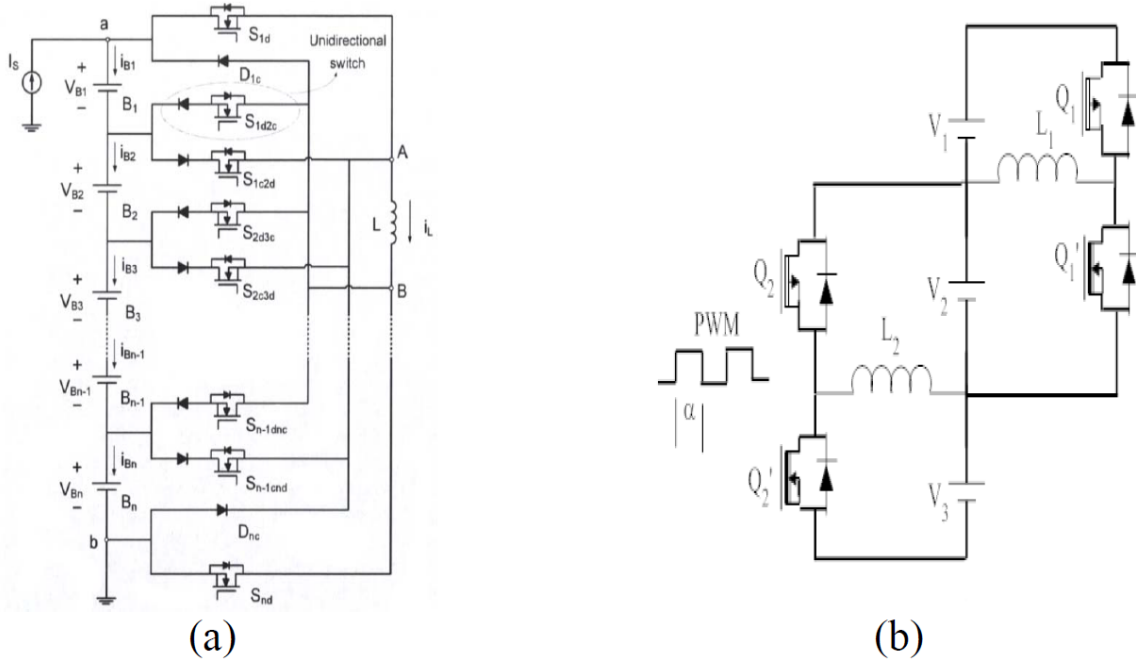 a
S1d
IS
iB1
Unidirectional
switch
+
VB1
−
D1c
B1
S1d2c
iB2
A
+
VB2
−
S1c2d
B2
L
iL
S2d3c
iB3
+
VB3
−
S2c3d
B
B3
iBn-1
+
VBn-1
−
Bn-1
Sn-1dnc
iBn
+
VBn
−
Sn-1cnd
Bn
b
Dnc
Snd
(a)
Q1
V1
L1
Q1'
Q2
V2
PWM
L2
α
Q2'
V3
(b)